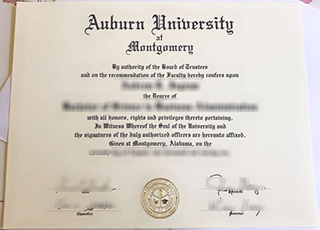 Auburn University
at
Montgomery
By authority of the Board of Trustees
and on the recommendation of the Faculty hereby confers upon
the Degree of
with all honors, rights and privileges thereto pertaining.
In Witness Whereof the Seal of the University and
the signatures of the duly authorized officers are hereunto affixed.
Given at Montgomery, Alabama, on the
Chancellor